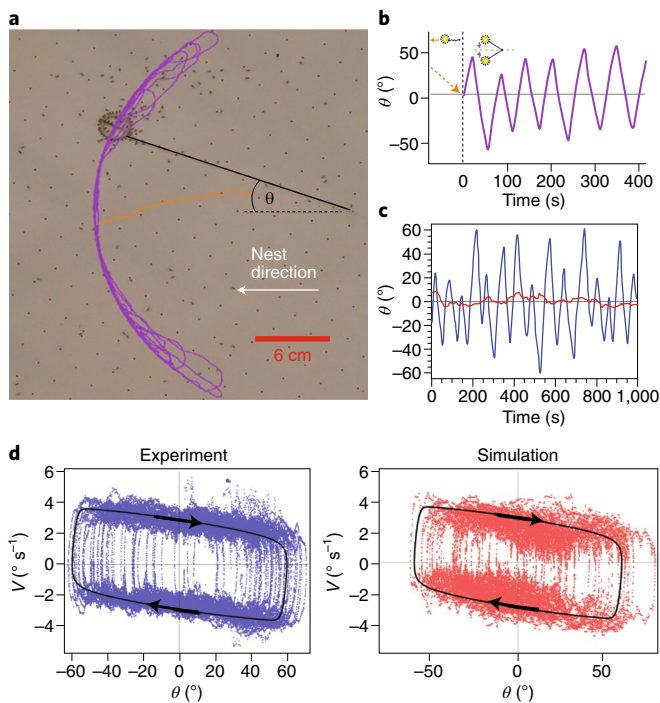 a
θ
Nest
direction
6 cm
b
θ (°)
50
0
−50
0
100
200
300
400
Time (s)
c
θ (°)
60
40
20
0
−20
−40
−60
0
200
400
600
800
1,000
Time (s)
d
Experiment
V (° s⁻¹)
6
4
2
0
−2
−4
−60
−40
−20
0
20
40
60
θ (°)
Simulation
V (° s⁻¹)
6
4
2
0
−2
−4
−50
0
50
θ (°)